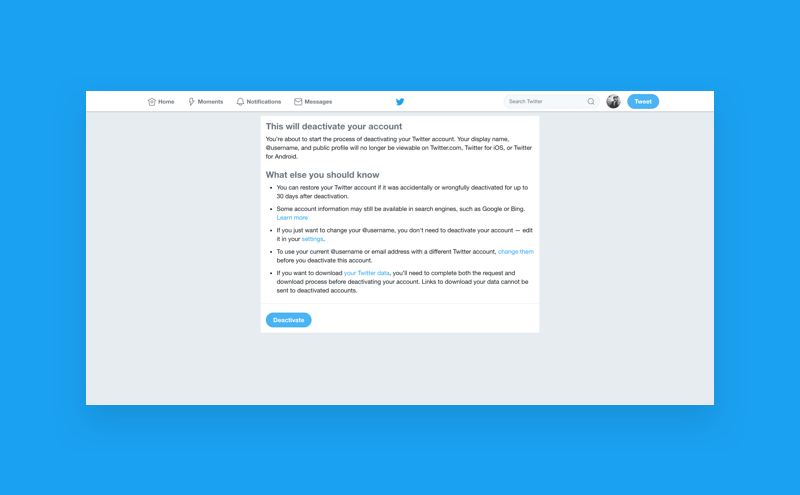 Home Moments Notifications Messages Search Twitter Tweet
This will deactivate your account
You're about to start the process of deactivating your Twitter account. Your display name,
@username, and public profile will no longer be viewable on Twitter.com, Twitter for iOS, or Twitter
for Android.
What else you should know
• You can restore your Twitter account if it was accidentally or wrongfully deactivated for up to
30 days after deactivation.
• Some account information may still be available in search engines, such as Google or Bing.
Learn more
• If you just want to change your @username, you don't need to deactivate your account — edit
it in your settings.
• To use your current @username or email address with a different Twitter account, change them
before you deactivate this account.
• If you want to download your Twitter data, you'll need to complete both the request and
download process before deactivating your account. Links to download your data cannot be
sent to deactivated accounts.
Deactivate